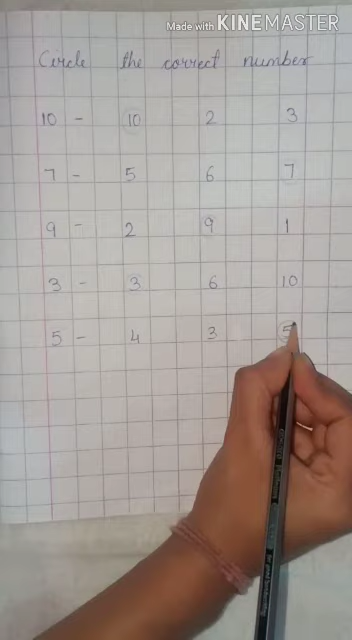 Made with KINEMASTER
Circle the correct number
10 - 10 2 3
7 - 5 6 7
9 - 2 9 1
3 - 3 6 10
5 - 4 3 5